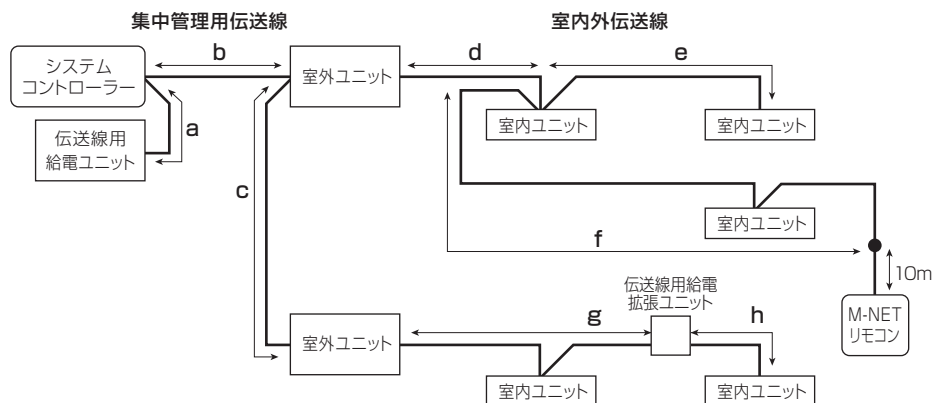 集中管理用伝送線
室内外伝送線
b
d
e
システム
コントローラー
室外ユニット
a
室内ユニット
室内ユニット
伝送線用
給電ユニット
c
室内ユニット
f
10m
伝送線用給電
拡張ユニット
M-NET
リモコン
g
h
室外ユニット
室内ユニット
室内ユニット